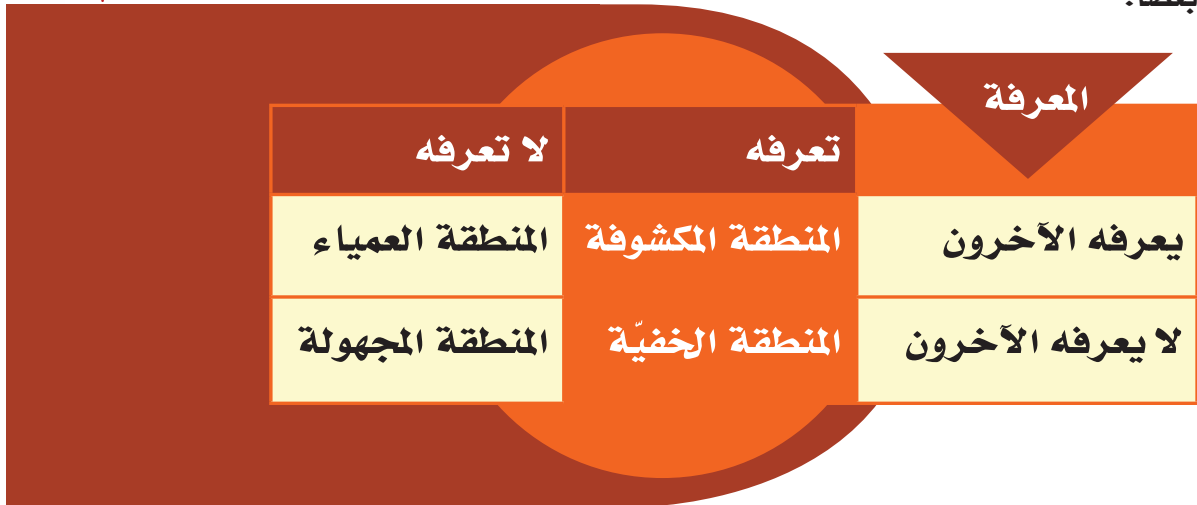 المعرفة
تعرفه
لا تعرفه
يعرفه الآخرون
المنطقة المكشوفة
المنطقة العمياء
لا يعرفه الآخرون
المنطقة الخفيّة
المنطقة المجهولة